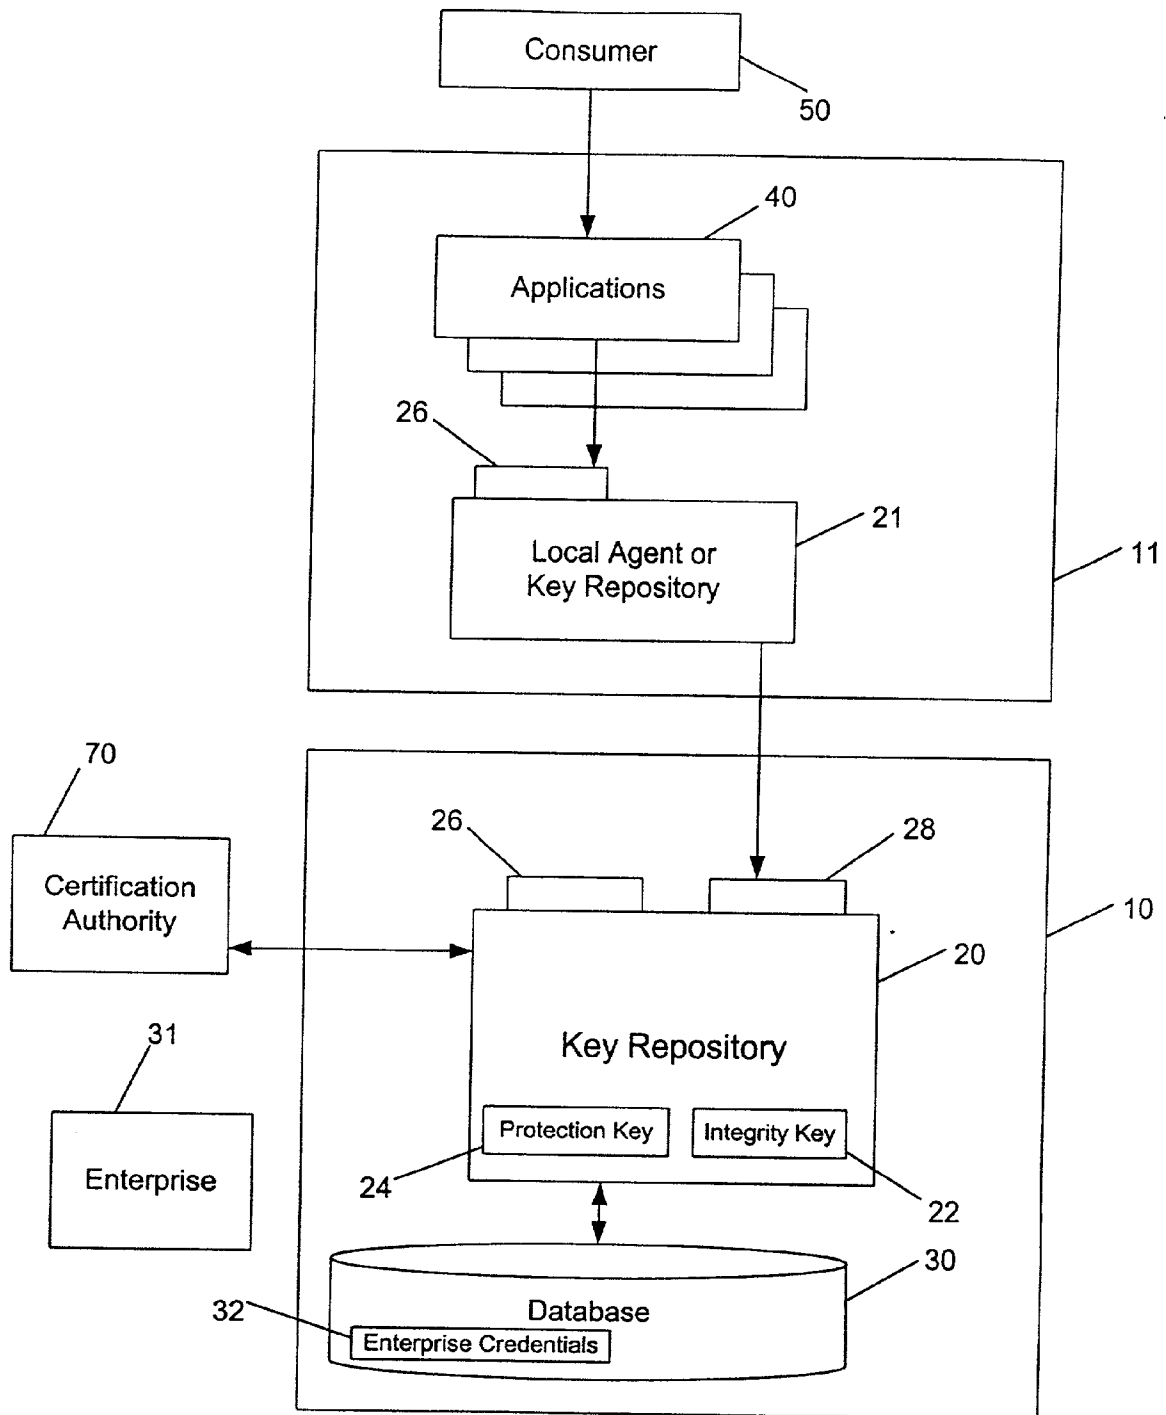 Consumer
50
40
Applications
26
21
Local Agent or
Key Repository
11
70
26
28
Certification
Authority
10
20
31
Key Repository
Protection Key
Integrity Key
Enterprise
24
22
30
32
Database
Enterprise Credentials